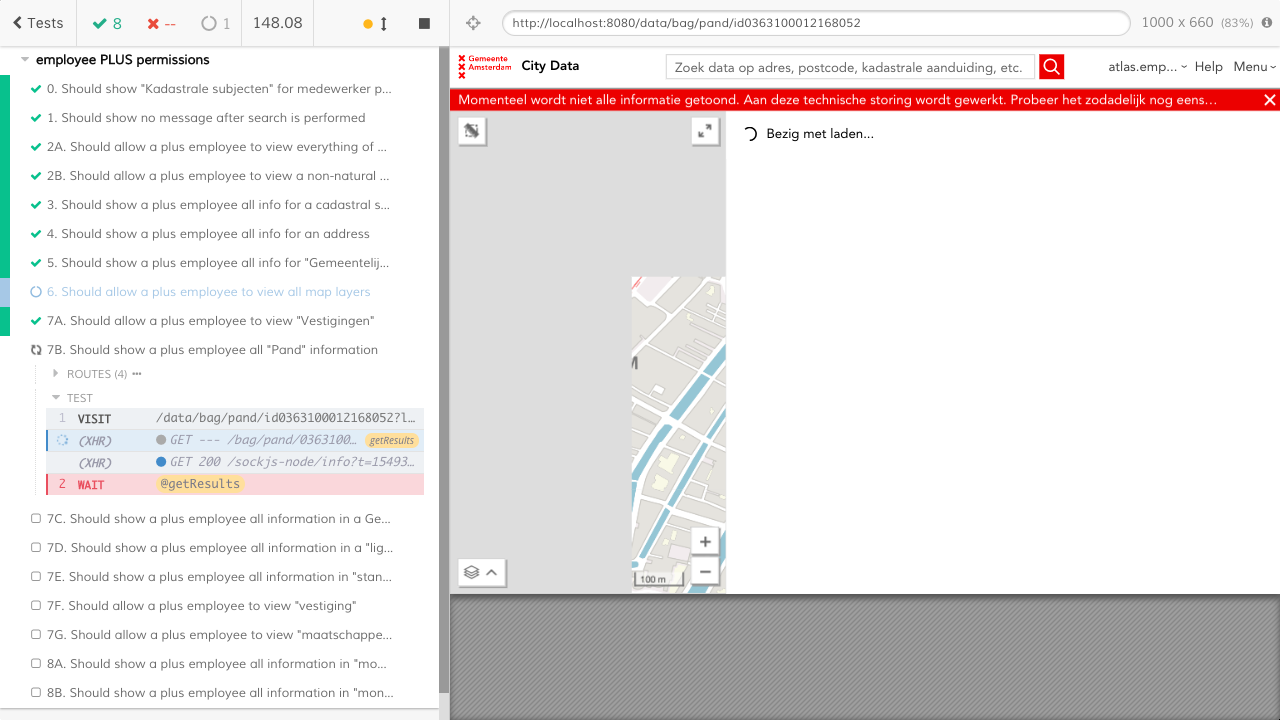 Tests
8
--
1
148.08
http://localhost:8080/data/bag/pand/id0363100012168052
1000 x 660 (83%)
employee PLUS permissions
0. Should show "Kadastrale subjecten" for medewerker p...
1. Should show no message after search is performed
2A. Should allow a plus employee to view everything of ...
2B. Should allow a plus employee to view a non-natural ...
3. Should show a plus employee all info for a cadastral s...
4. Should show a plus employee all info for an address
5. Should show a plus employee all info for "Gemeentelij...
6. Should allow a plus employee to view all map layers
7A. Should allow a plus employee to view "Vestigingen"
7B. Should show a plus employee all "Pand" information
ROUTES (4)
TEST
1 VISIT /data/bag/pand/id0363100012168052?l...
(XHR) GET --- /bag/pand/0363100... getResults
(XHR) GET 200 /sockjs-node/info?t=15493...
2 WAIT @getResults
7C. Should show a plus employee all information in a Ge...
7D. Should show a plus employee all information in a "lig...
7E. Should show a plus employee all information in "stan...
7F. Should allow a plus employee to view "vestiging"
7G. Should allow a plus employee to view "maatschappe...
8A. Should show a plus employee all information in "mo...
8B. Should show a plus employee all information in "mon...
Gemeente
Amsterdam
City Data
Zoek data op adres, postcode, kadastrale aanduiding, etc.
atlas.emp... Help Menu
Momenteel wordt niet alle informatie getoond. Aan deze technische storing wordt gewerkt. Probeer het zodadelijk nog eens...
Bezig met laden...
M
+
−
100 m